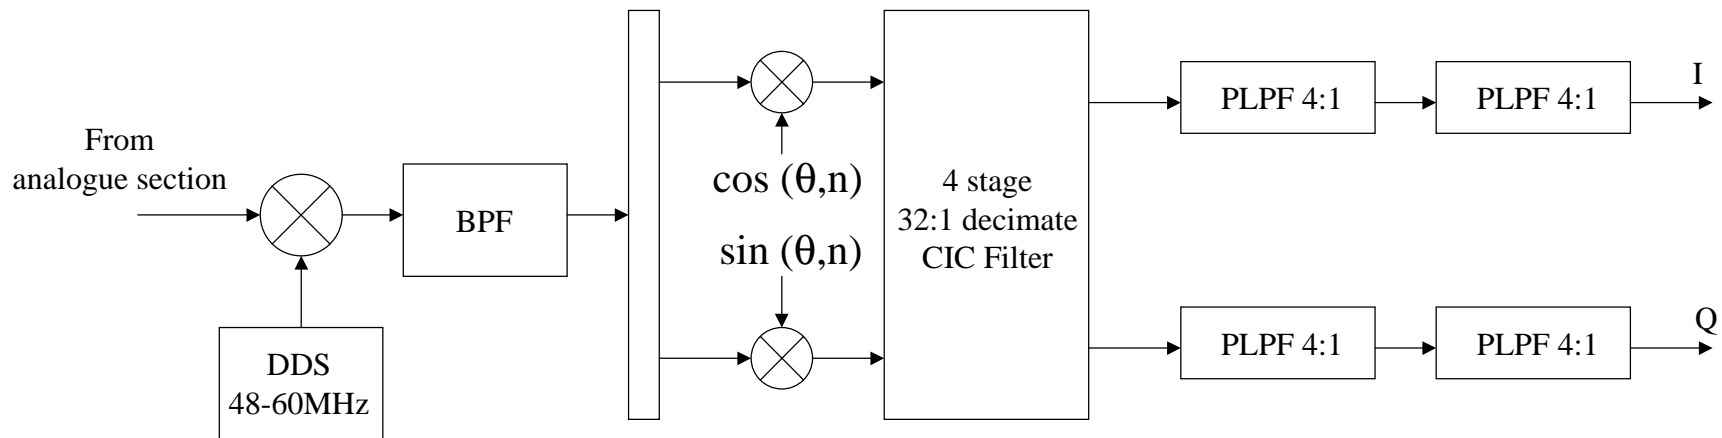 From
analogue section
DDS
48-60MHz
BPF
cos (θ,n)
sin (θ,n)
4 stage
32:1 decimate
CIC Filter
PLPF 4:1
PLPF 4:1
I
PLPF 4:1
PLPF 4:1
Q